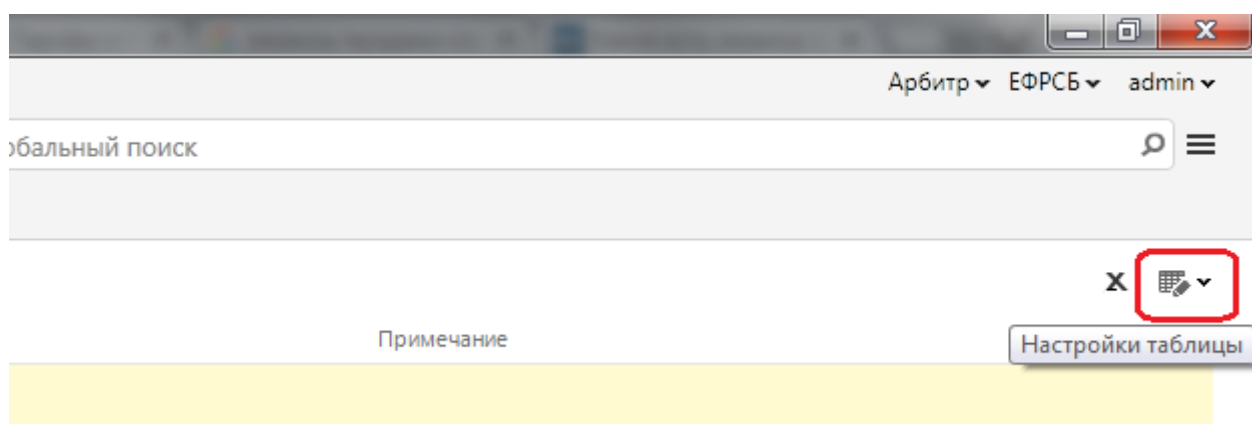 Арбитр ЕФРСБ admin
обальный поиск
X
Примечание
Настройки таблицы